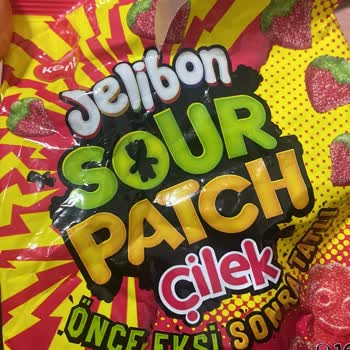 Jelibon
SOUR
PATCH
Çilek
ÖNCE EKŞİ SONRA TATLI